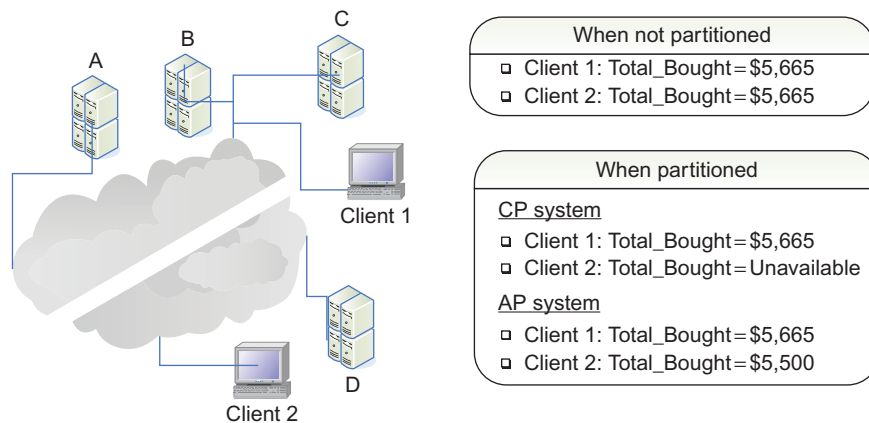 A
B
C
Client 1
D
Client 2
When not partitioned
Client 1: Total_Bought=$5,665
Client 2: Total_Bought=$5,665
When partitioned
CP system
Client 1: Total_Bought=$5,665
Client 2: Total_Bought=Unavailable
AP system
Client 1: Total_Bought=$5,665
Client 2: Total_Bought=$5,500